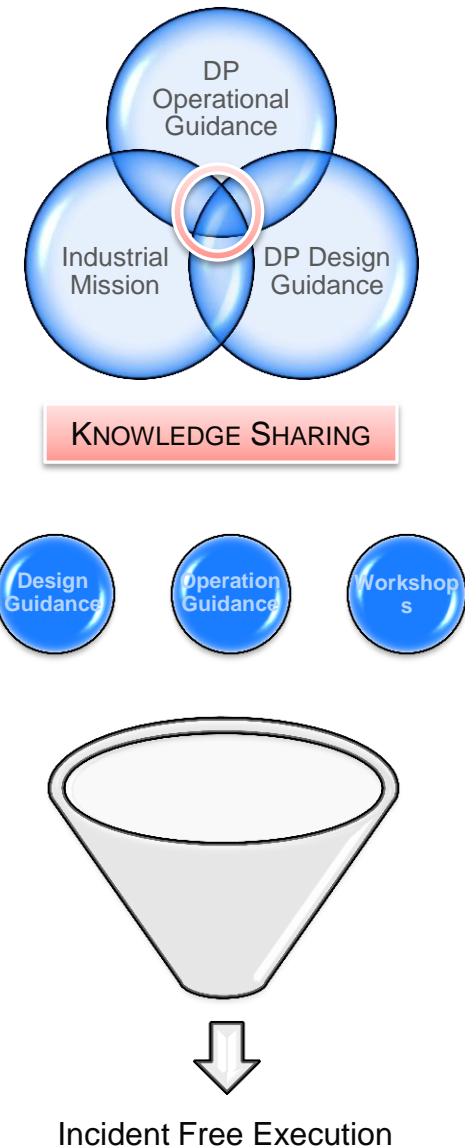 DP
Operational
Guidance
Industrial
Mission
DP Design
Guidance
KNOWLEDGE SHARING
Design
Guidance
Operation
Guidance
Workshop
s
Incident Free Execution